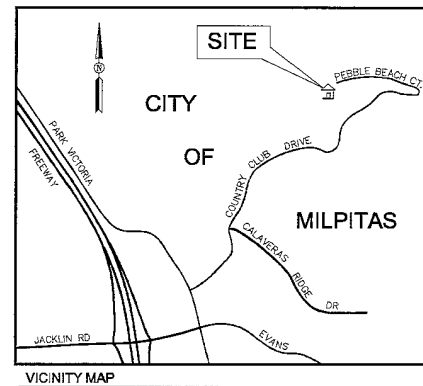 SITE
PEBBLE BEACH CT.
N
CITY
OF
MILPITAS
PARK VICTORIA
FREEWAY
COUNTRY CLUB DRIVE
CALAVERAS RIDGE DR
JACKLIN RD
EVANS
VICINITY MAP